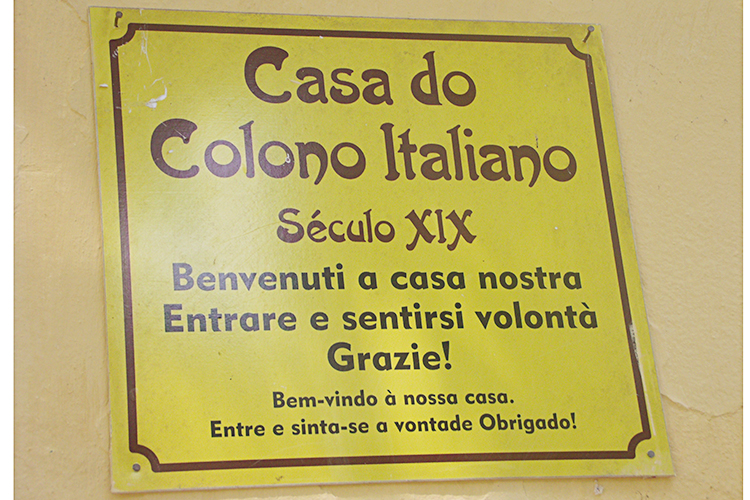 Casa do
Colono Italiano
Século XIX
Benvenuti a casa nostra
Entrare e sentirsi volontà
Grazie!
Bem-vindo à nossa casa.
Entre e sinta-se a vontade Obrigado!